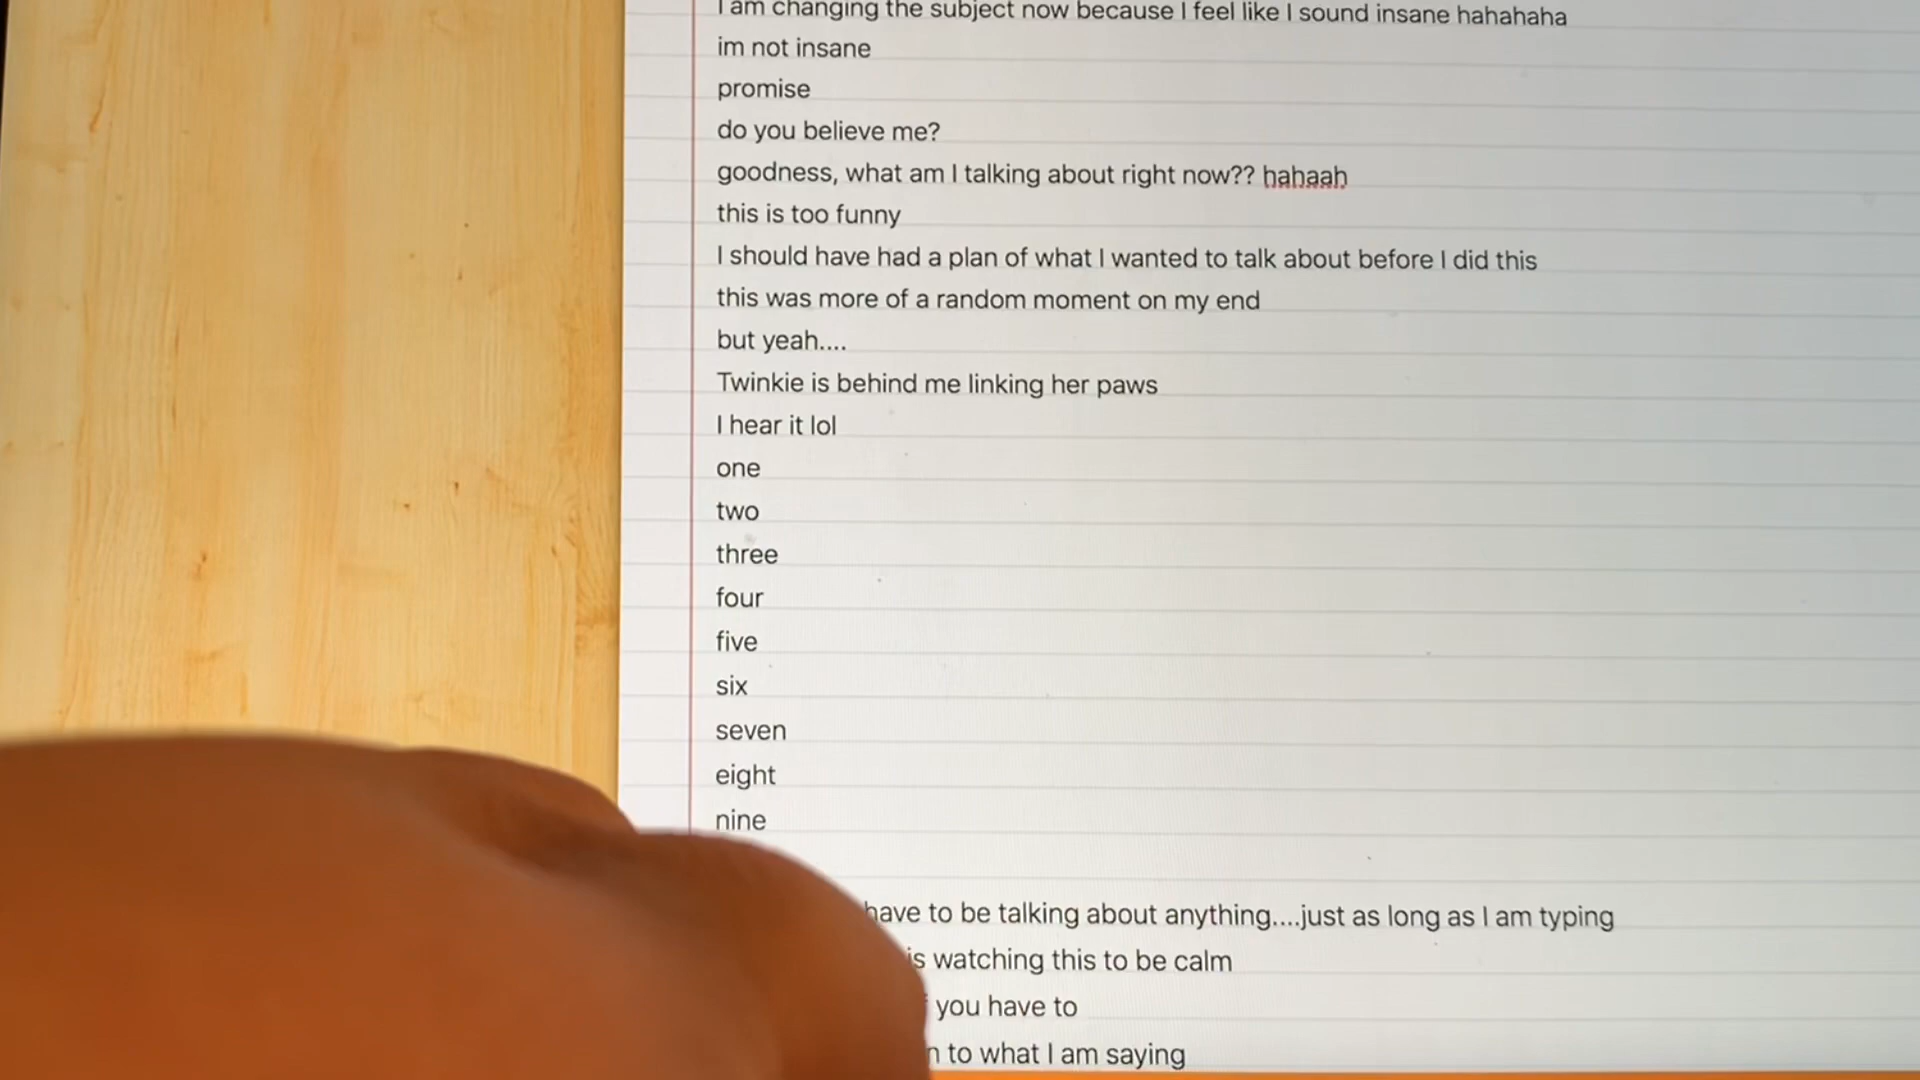 I am changing the subject now because I feel like I sound insane hahahaha
im not insane
promise
do you believe me?
goodness, what am I talking about right now?? hahaah
this is too funny
I should have had a plan of what I wanted to talk about before I did this
this was more of a random moment on my end
but yeah....
Twinkie is behind me linking her paws
I hear it lol
one
two
three
four
five
six
seven
eight
nine
have to be talking about anything....just as long as I am typing
is watching this to be calm
you have to
to what I am saying